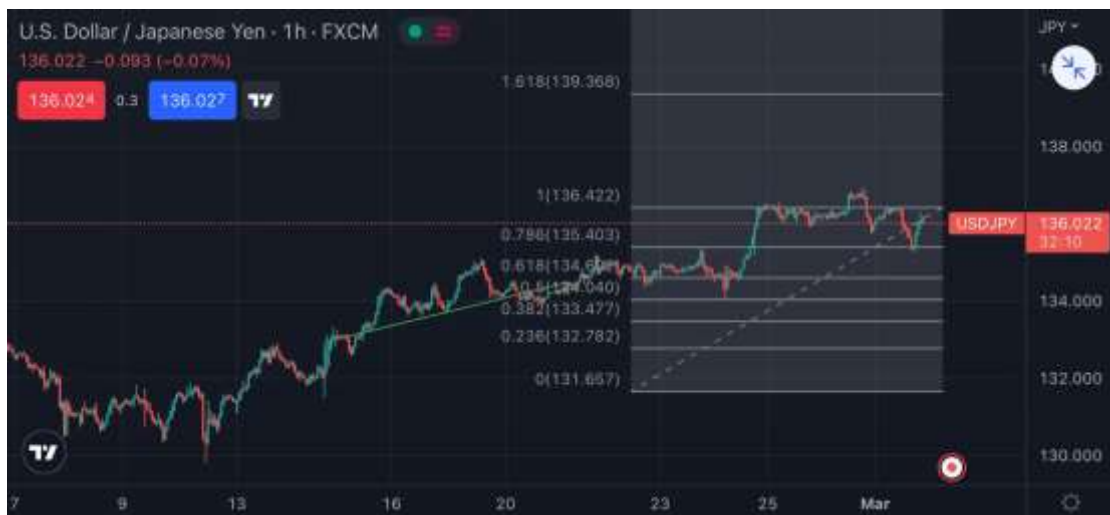 U.S. Dollar / Japanese Yen · 1h · FXCM
136.022 −0.093 (−0.07%)
136.024 0.3 136.027
JPY
1.618(139.368)
138.000
1(136.422)
USDJPY 136.022
32:10
0.786(135.403)
134.000
0.382(133.477)
0.236(132.782)
0(131.657)
132.000
130.000
7 9 13 16 20 23 25 Mar